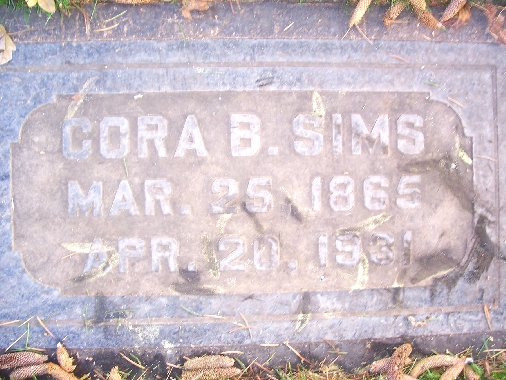 CORA B. SIMS
MAR. 25, 1865
APR. 20, 1931